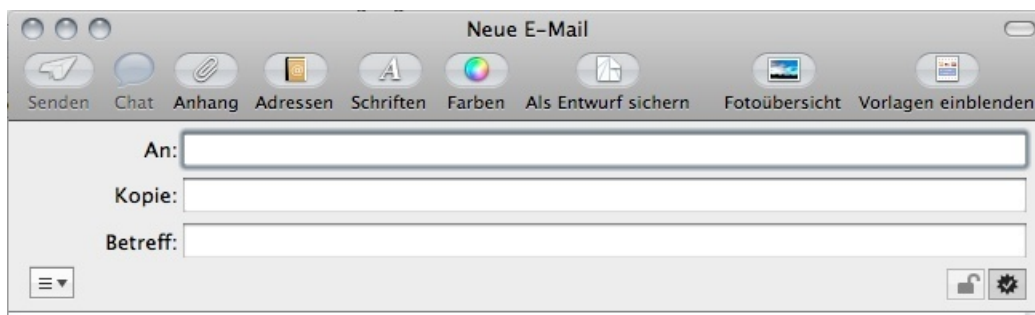 Neue E-Mail
Senden Chat Anhang Adressen Schriften Farben Als Entwurf sichern Fotoübersicht Vorlagen einblenden
An:
Kopie:
Betreff: